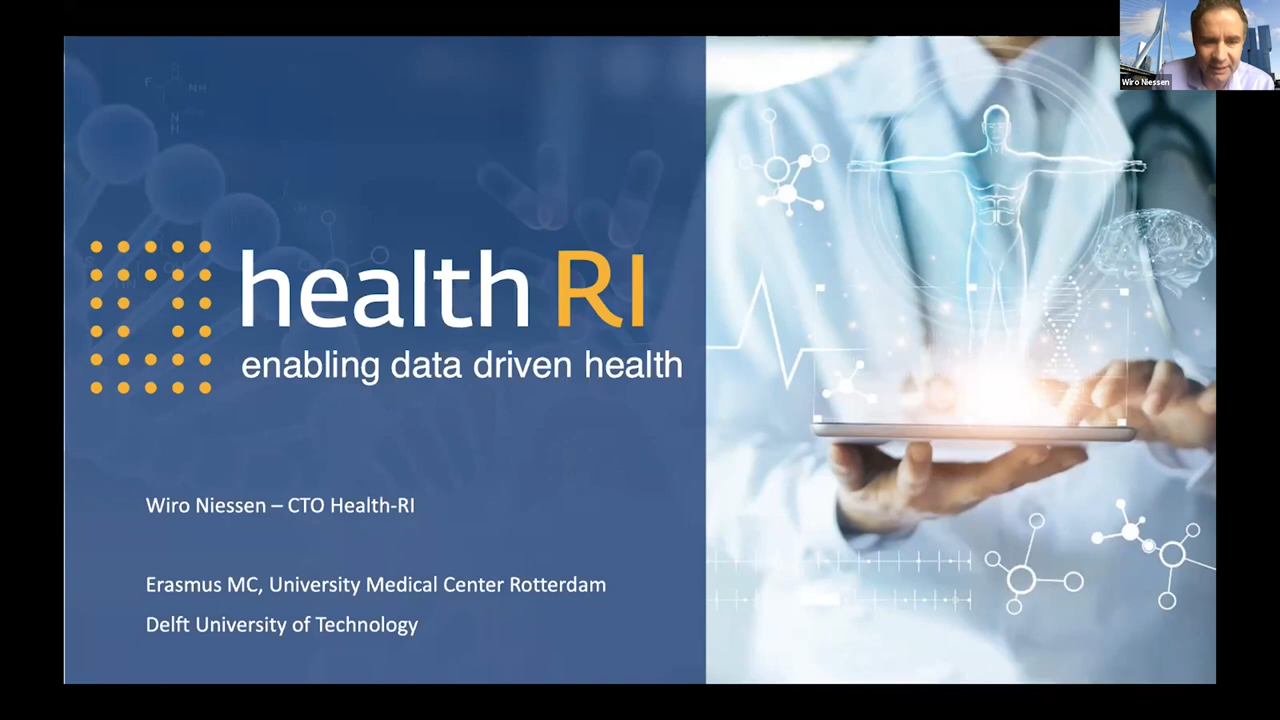 Wiro Niessen
health RI
enabling data driven health
Wiro Niessen – CTO Health-RI
Erasmus MC, University Medical Center Rotterdam
Delft University of Technology